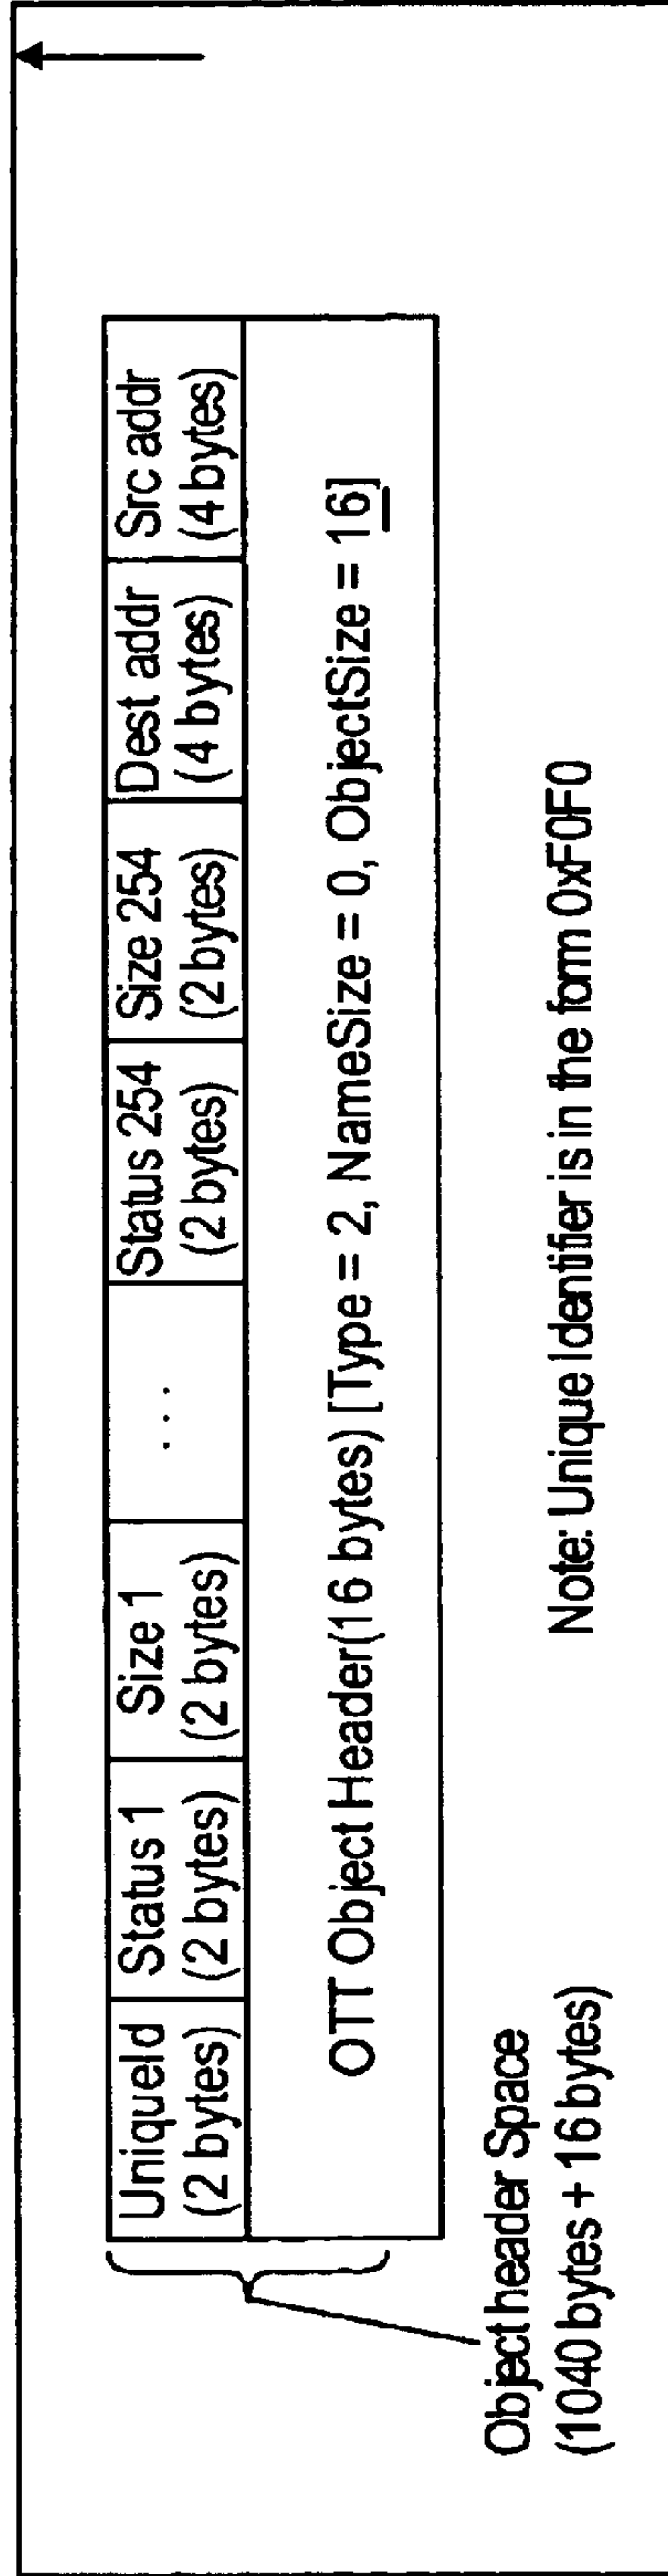 UniqueId (2 bytes)
Status 1 (2 bytes)
Size 1 (2 bytes)
. . .
Status 254 (2 bytes)
Size 254 (2 bytes)
Dest addr (4 bytes)
Src addr (4 bytes)
OTT Object Header(16 bytes) [Type = 2, NameSize = 0, ObjectSize = 16]
Object header Space
(1040 bytes + 16 bytes)
Note: Unique Identifier is in the form 0xF0F0